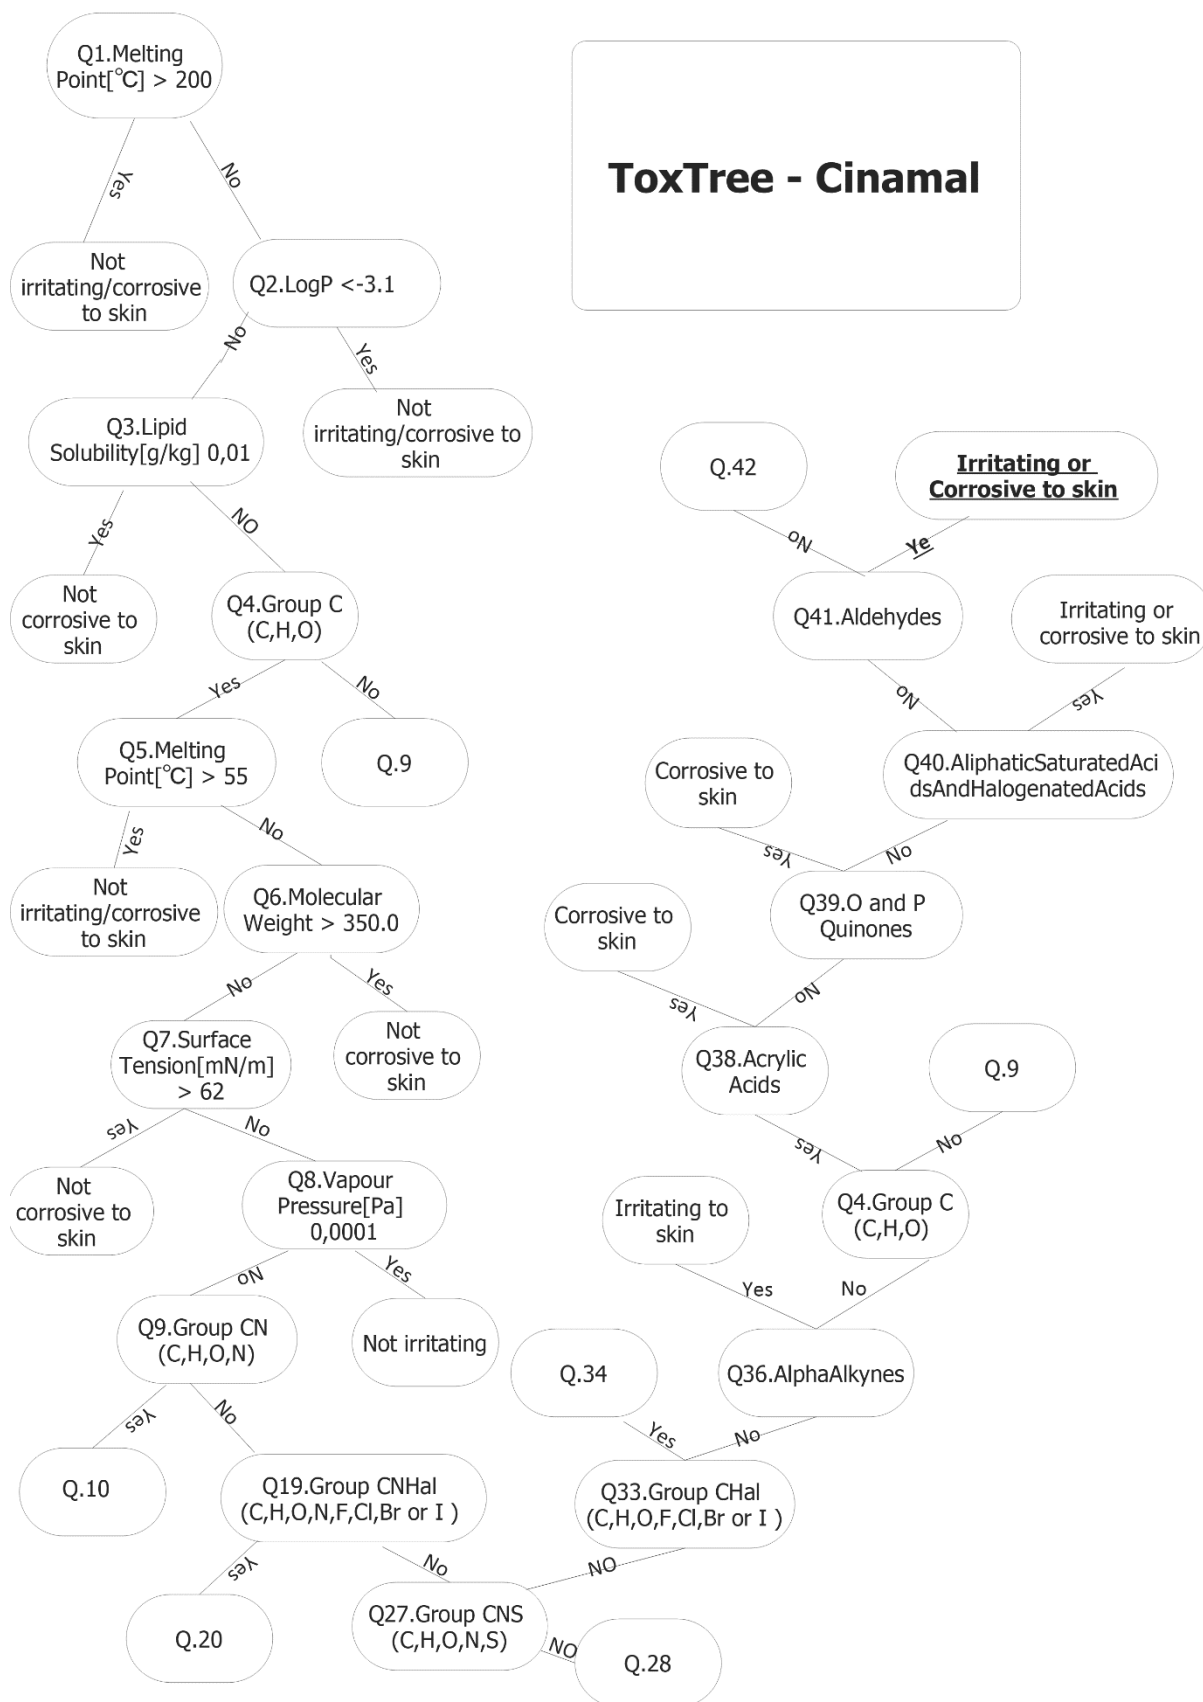 Q1.Melting
Point[°C] > 200
ToxTree - Cinamal
Yes
No
Not
irritating/corrosive
to skin
Q2.LogP <-3.1
No
Yes
Q3.Lipid
Solubility[g/kg] 0,01
Not
irritating/corrosive to
skin
Yes
NO
Not
corrosive to
skin
Q4.Group C
(C,H,O)
Yes
No
Q5.Melting
Point[°C] > 55
Q.9
Yes
No
Not
irritating/corrosive
to skin
Q6.Molecular
Weight > 350.0
No
Yes
Q7.Surface
Tension[mN/m]
> 62
Not
corrosive to
skin
Yes
No
Not
corrosive to
skin
Q8.Vapour
Pressure[Pa]
0,0001
No
Yes
Q9.Group CN
(C,H,O,N)
Not irritating
Yes
No
Q.10
Q19.Group CNHal
(C,H,O,N,F,Cl,Br or I )
Yes
No
Q.20
Q27.Group CNS
(C,H,O,N,S)
NO
Q.28
NO
Q33.Group CHal
(C,H,O,F,Cl,Br or I )
Yes
No
Q.34
Q36.AlphaAlkynes
Yes
No
Irritating to
skin
Q4.Group C
(C,H,O)
Yes
No
Q38.Acrylic
Acids
Q.9
Yes
No
Corrosive to
skin
Q39.O and P
Quinones
Yes
No
Corrosive to
skin
Q40.AliphaticSaturatedAci
dsAndHalogenatedAcids
No
Yes
Q41.Aldehydes
Irritating or
corrosive to skin
No
Ye
Q.42
Irritating or
Corrosive to skin